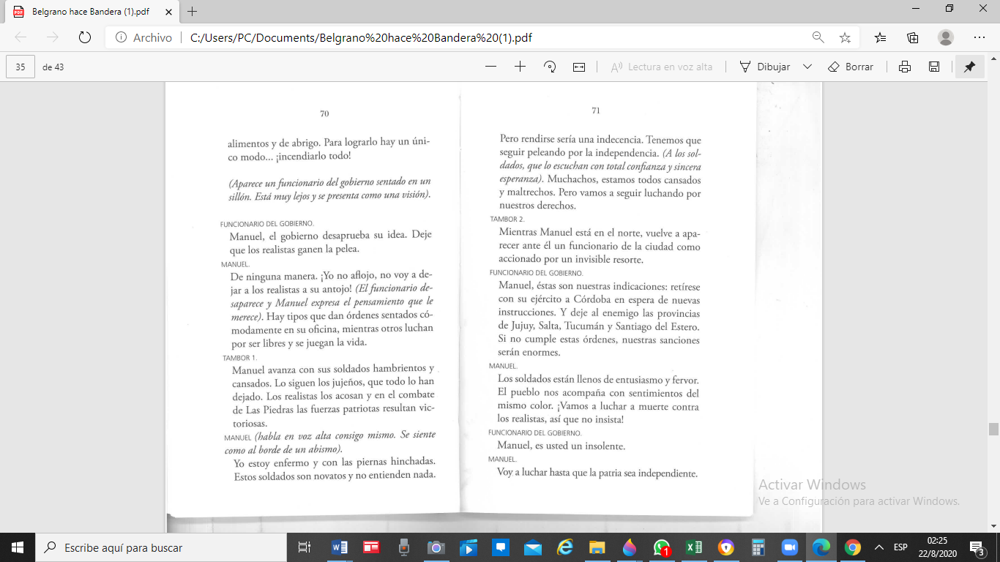 Belgrano hace Bandera (1).pdf
Archivo
C:/Users/PC/Documents/Belgrano%20hace%20Bandera%20(1).pdf
35 de 43
Lectura en voz alta
Dibujar
Borrar
70
alimentos y de abrigo. Para lograrlo hay un úni-
co modo... ¡incendiarlo todo!
(Aparece un funcionario del gobierno sentado en un
sillón. Está muy lejos y se presenta como una visión).
FUNCIONARIO DEL GOBIERNO.
Manuel, el gobierno desaprueba su idea. Deje
que los realistas ganen la pelea.
MANUEL.
De ninguna manera. ¡Yo no aflojo, no voy a de-
jar a los realistas a su antojo! (El funcionario de-
saparece y Manuel expresa el pensamiento que le
merece). Hay tipos que dan órdenes sentados có-
modamente en su oficina, mientras otros luchan
por ser libres y se juegan la vida.
TAMBOR 1.
Manuel avanza con sus soldados hambrientos y
cansados. Lo siguen los jujeños, que todo lo han
dejado. Los realistas los acosan y en el combate
de Las Piedras las fuerzas patriotas resultan vic-
toriosas.
MANUEL (habla en voz alta consigo mismo. Se siente
como al borde de un abismo).
Yo estoy enfermo y con las piernas hinchadas.
Estos soldados son novatos y no entienden nada.
71
Pero rendirse sería una indecencia. Tenemos que
seguir peleando por la independencia. (A los sol-
dados, que lo escuchan con total confianza y sincera
esperanza). Muchachos, estamos todos cansados
y maltrechos. Pero vamos a seguir luchando por
nuestros derechos.
TAMBOR 2.
Mientras Manuel está en el norte, vuelve a apa-
recer ante él un funcionario de la ciudad como
accionado por un invisible resorte.
FUNCIONARIO DEL GOBIERNO.
Manuel, éstas son nuestras indicaciones: retírese
con su ejército a Córdoba en espera de nuevas
instrucciones. Y deje al enemigo las provincias
de Jujuy, Salta, Tucumán y Santiago del Estero.
Si no cumple estas órdenes, nuestras sanciones
serán enormes.
MANUEL.
Los soldados están llenos de entusiasmo y fervor.
El pueblo nos acompaña con sentimientos del
mismo color. ¡Vamos a luchar a muerte contra
los realistas, así que no insista!
FUNCIONARIO DEL GOBIERNO.
Manuel, es usted un insolente.
MANUEL.
Voy a luchar hasta que la patria sea independiente.
Activar Windows
Ve a Configuración para activar Windows.
Escribe aquí para buscar
1
ESP
02:25
22/8/2020
3